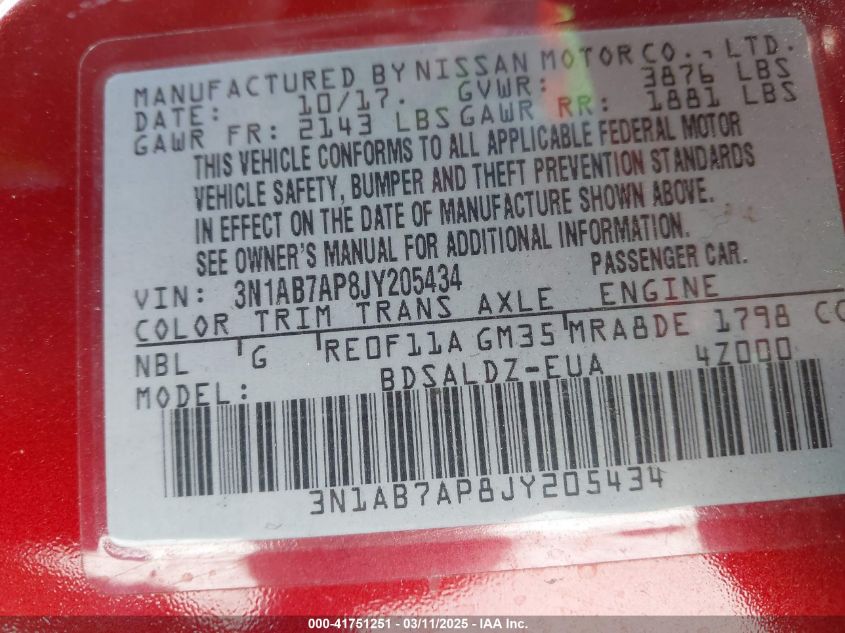 MANUFACTURED BY NISSAN MOTOR CO., LTD.
DATE: 10/17. GVWR: 3876 LBS
GAWR FR: 2143 LBS GAWR RR: 1881 LBS
THIS VEHICLE CONFORMS TO ALL APPLICABLE FEDERAL MOTOR
VEHICLE SAFETY, BUMPER AND THEFT PREVENTION STANDARDS
IN EFFECT ON THE DATE OF MANUFACTURE SHOWN ABOVE.
SEE OWNER'S MANUAL FOR ADDITIONAL INFORMATION.
VIN: 3N1AB7AP8JY205434 PASSENGER CAR.
COLOR TRIM TRANS AXLE ENGINE
NBL G RE0F11A GM35 MRA8DE 1798 CC
MODEL: BDSALDZ-EUA 4Z000
3N1AB7AP8JY205434
000-41751251 - 03/11/2025 - IAA Inc.